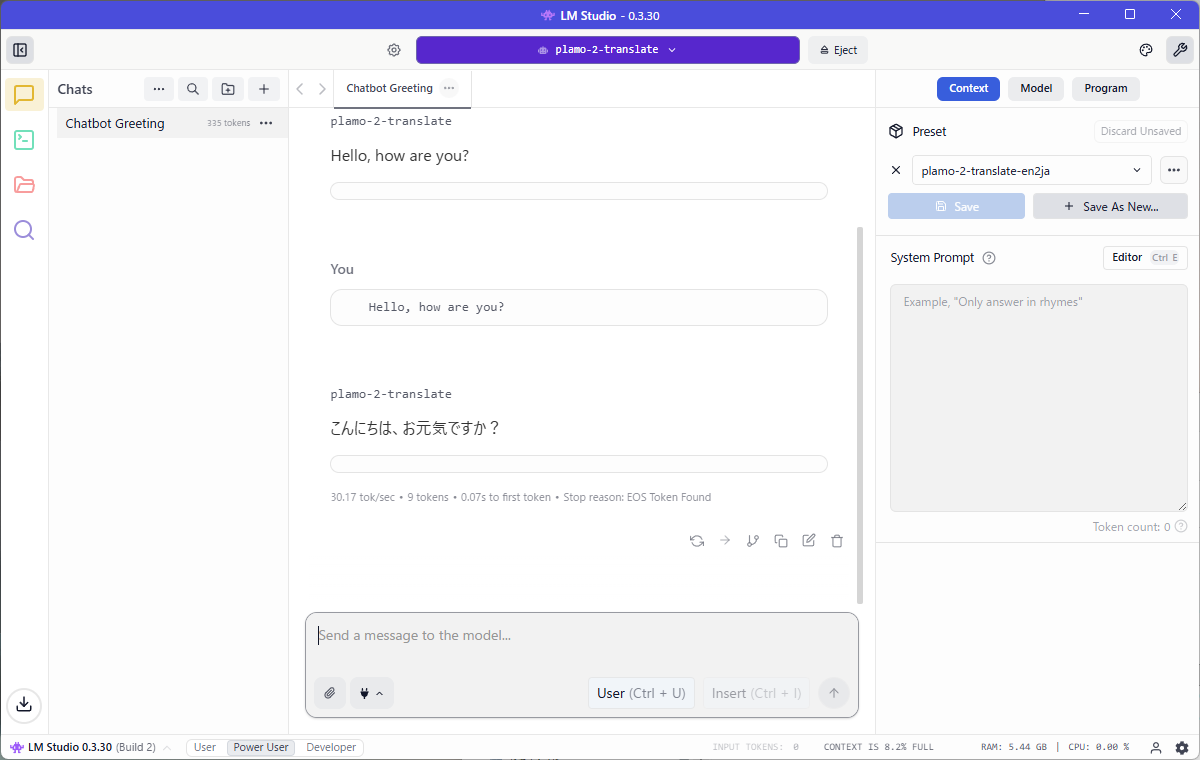 LM Studio - 0.3.30
plamo-2-translate
Eject
Chats
Chatbot Greeting
335 tokens
Chatbot Greeting
plamo-2-translate
Hello, how are you?
You
Hello, how are you?
plamo-2-translate
こんにちは、お元気ですか？
30.17 tok/sec • 9 tokens • 0.07s to first token • Stop reason: EOS Token Found
Send a message to the model...
User (Ctrl + U)
Insert (Ctrl + I)
Context
Model
Program
Preset
Discard Unsaved
plamo-2-translate-en2ja
Save
Save As New...
System Prompt
Editor Ctrl E
Example, "Only answer in rhymes"
Token count: 0
LM Studio 0.3.30 (Build 2)
User
Power User
Developer
INPUT TOKENS: 0
CONTEXT IS 8.2% FULL
RAM: 5.44 GB | CPU: 0.00 %